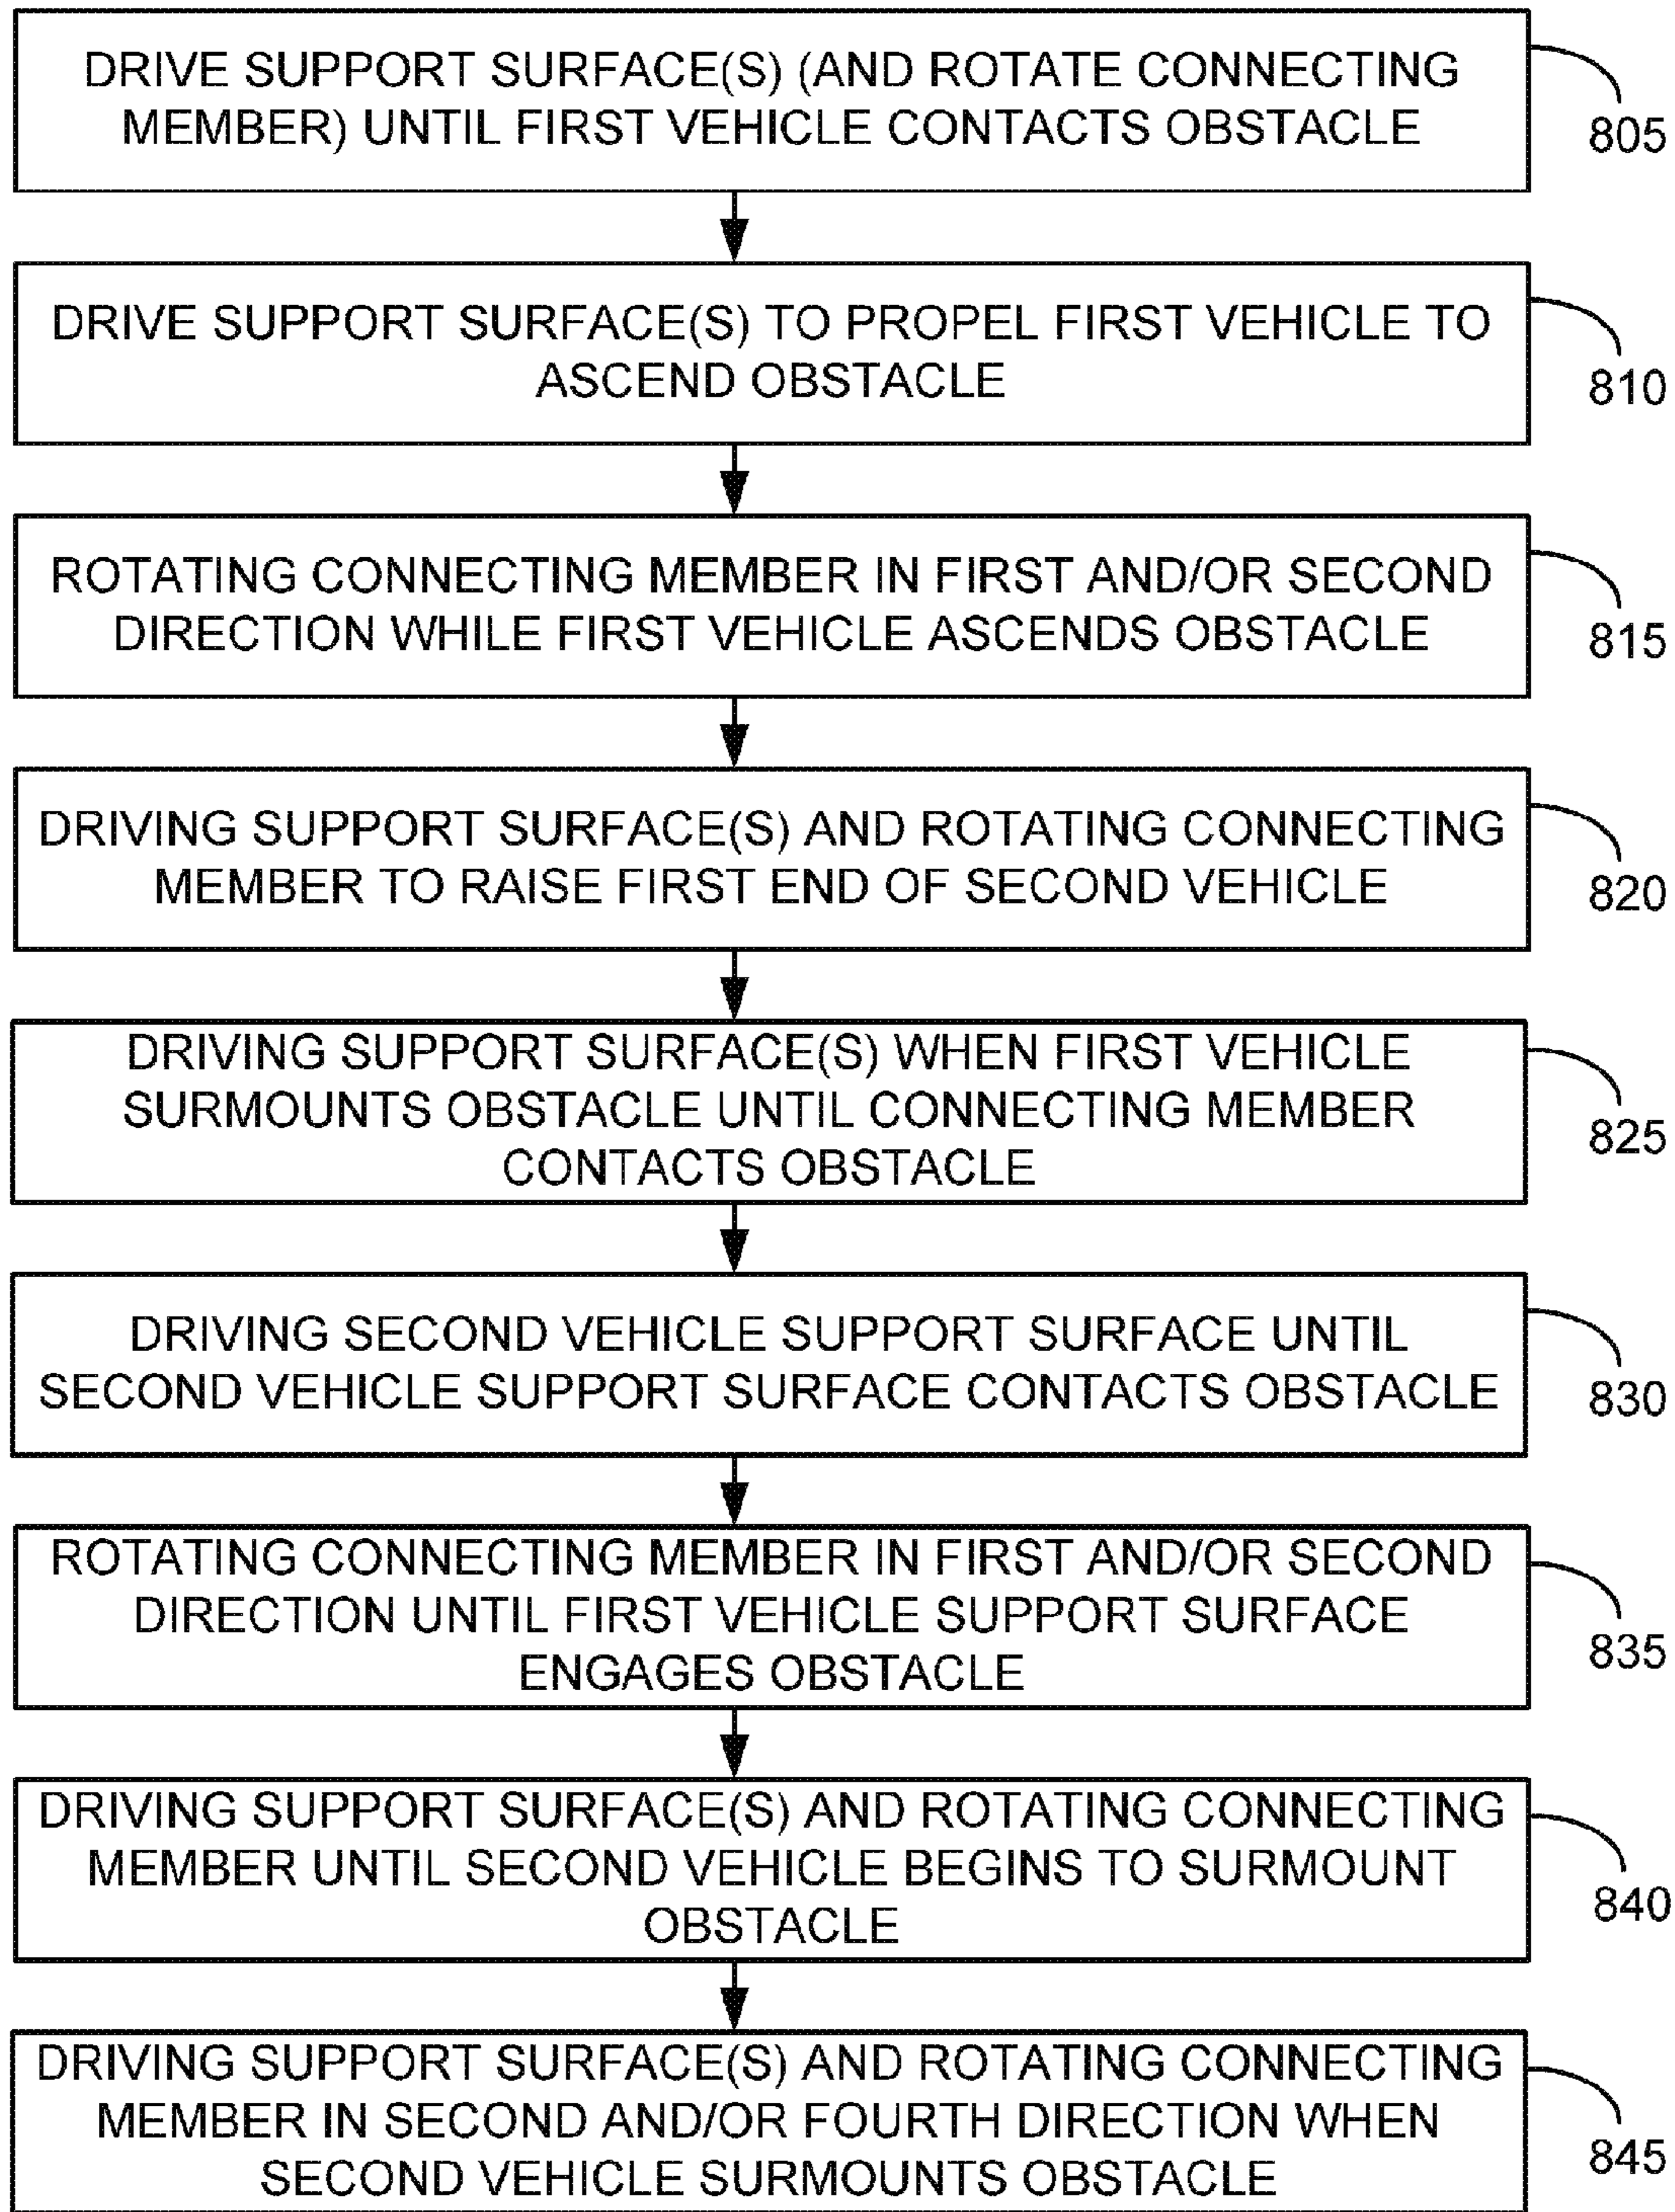 DRIVE SUPPORT SURFACE(S) (AND ROTATE CONNECTING
MEMBER) UNTIL FIRST VEHICLE CONTACTS OBSTACLE
805
DRIVE SUPPORT SURFACE(S) TO PROPEL FIRST VEHICLE TO
ASCEND OBSTACLE
810
ROTATING CONNECTING MEMBER IN FIRST AND/OR SECOND
DIRECTION WHILE FIRST VEHICLE ASCENDS OBSTACLE
815
DRIVING SUPPORT SURFACE(S) AND ROTATING CONNECTING
MEMBER TO RAISE FIRST END OF SECOND VEHICLE
820
DRIVING SUPPORT SURFACE(S) WHEN FIRST VEHICLE
SURMOUNTS OBSTACLE UNTIL CONNECTING MEMBER
CONTACTS OBSTACLE
825
DRIVING SECOND VEHICLE SUPPORT SURFACE UNTIL
SECOND VEHICLE SUPPORT SURFACE CONTACTS OBSTACLE
830
ROTATING CONNECTING MEMBER IN FIRST AND/OR SECOND
DIRECTION UNTIL FIRST VEHICLE SUPPORT SURFACE
ENGAGES OBSTACLE
835
DRIVING SUPPORT SURFACE(S) AND ROTATING CONNECTING
MEMBER UNTIL SECOND VEHICLE BEGINS TO SURMOUNT
OBSTACLE
840
DRIVING SUPPORT SURFACE(S) AND ROTATING CONNECTING
MEMBER IN SECOND AND/OR FOURTH DIRECTION WHEN
SECOND VEHICLE SURMOUNTS OBSTACLE
845